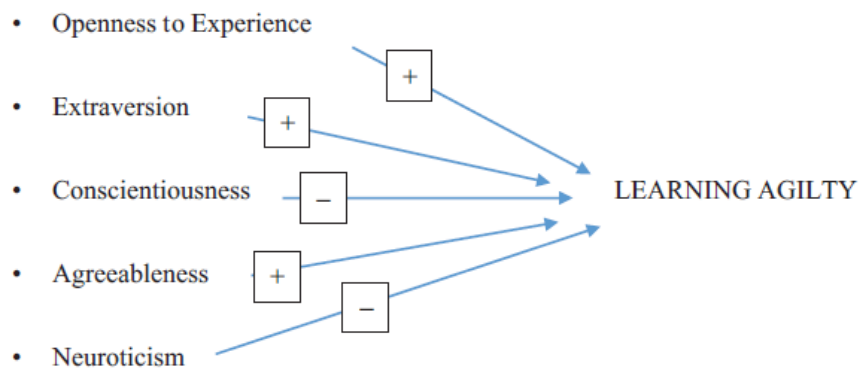 • Openness to Experience
+
• Extraversion
+
• Conscientiousness
−
LEARNING AGILTY
• Agreeableness
+
−
• Neuroticism